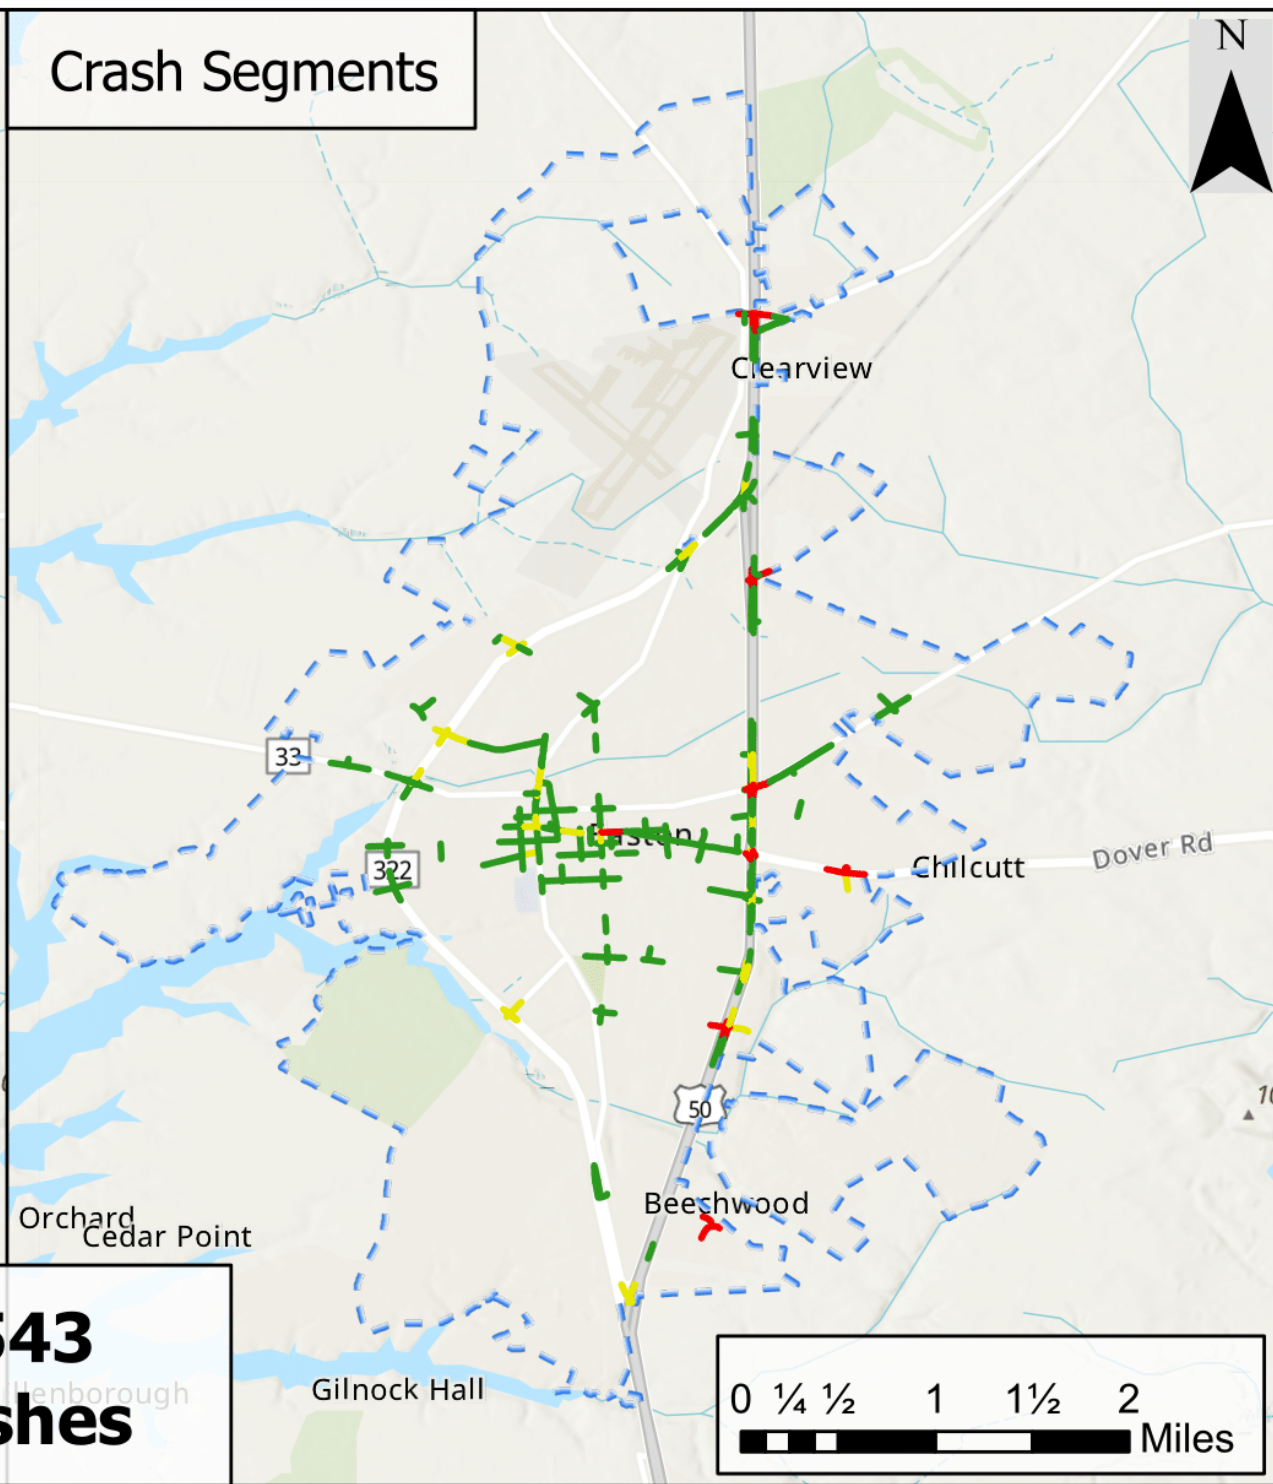 Crash Segments
N
Clearview
33
Easton
322
Chilcutt
Dover Rd
50
Beechwood
Orchard
Cedar Point
543
shes
Gilnock Hall
0 ¼ ½ 1 1½ 2
Miles